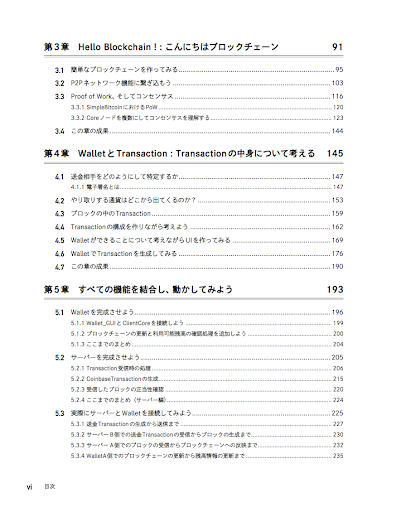 第3章 Hello Blockchain!:こんにちはブロックチェーン 91
3.1 簡単なブロックチェーンを作ってみる 95
3.2 P2Pネットワーク機能に繋ぎ込もう 103
3.3 Proof of Work, そしてコンセンサス 116
3.3.1 SimpleBitcoinにおけるPoW 120
3.3.2 Coreノードを複数にしてコンセンサスを理解する 123
3.4 この章の成果 144
第4章 WalletとTransaction:Transactionの中身について考える 145
4.1 送金相手をどのようにして特定するか 147
4.1.1 電子署名とは 147
4.2 やり取りする通貨はどこから出てくるのか? 153
4.3 ブロックの中のTransaction 159
4.4 Transactionの構成を作りながら考えよう 162
4.5 Walletができることについて考えながらUIを作ってみる 169
4.6 WalletでTransactionを生成してみる 176
4.7 この章の成果 190
第5章 すべての機能を結合し、動かしてみよう 193
5.1 Walletを完成させよう 196
5.1.1 Wallet_GUIとClientCoreを接続しよう 199
5.1.2 ブロックチェーンの更新と利用可能残高の確認処理を追加しよう 200
5.1.3 ここまでのまとめ 204
5.2 サーバーを完成させよう 205
5.2.1 Transaction受信時の処理 206
5.2.2 CoinbaseTransactionの生成 215
5.2.3 受信したブロックの正当性確認 220
5.2.4 ここまでのまとめ(サーバー編) 224
5.3 実際にサーバーとWalletを接続してみよう 225
5.3.1 送金Transactionの生成から送信まで 227
5.3.2 サーバーB側での送金Transactionの受信からブロックの生成まで 230
5.3.3 サーバーA側でのブロックの受信からブロックチェーンへの反映まで 235
5.3.4 WalletA側でのブロックチェーンの更新から残高情報の更新まで 235
vi 目次